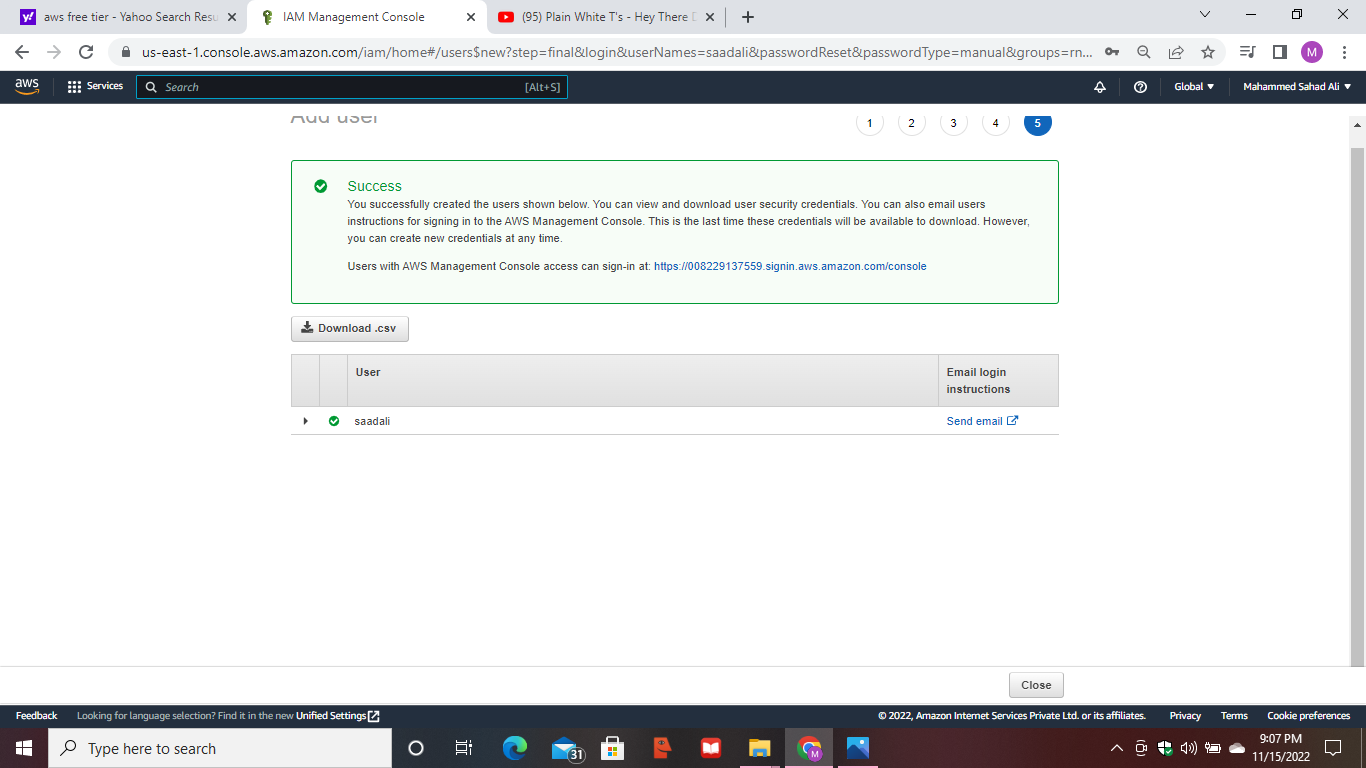 aws free tier - Yahoo Search Resu
IAM Management Console
(95) Plain White T's - Hey There D
us-east-1.console.aws.amazon.com/iam/home#/users$new?step=final&login&userNames=saadali&passwordReset&passwordType=manual&groups=rn...
M
aws
Services
Search
[Alt+S]
Global
Mahammed Sahad Ali
Add user
1
2
3
4
5
Success
You successfully created the users shown below. You can view and download user security credentials. You can also email users
instructions for signing in to the AWS Management Console. This is the last time these credentials will be available to download. However,
you can create new credentials at any time.
Users with AWS Management Console access can sign-in at: https://008229137559.signin.aws.amazon.com/console
Download .csv
User
Email login
instructions
saadali
Send email
Close
Feedback
Looking for language selection? Find it in the new Unified Settings
© 2022, Amazon Internet Services Private Ltd. or its affiliates.
Privacy
Terms
Cookie preferences
Type here to search
31
M
9:07 PM
11/15/2022